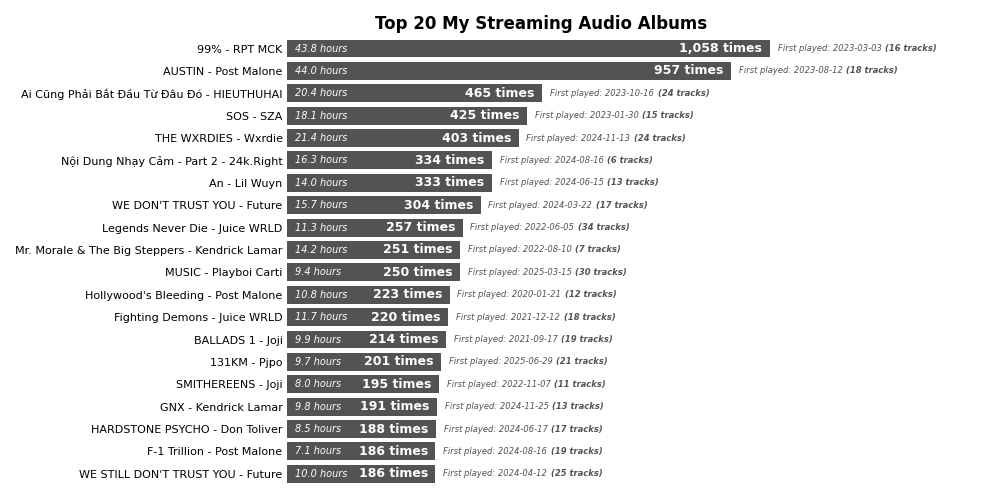 Top 20 My Streaming Audio Albums
99% - RPT MCK 43.8 hours 1,058 times First played: 2023-03-03 (16 tracks)
AUSTIN - Post Malone 44.0 hours 957 times First played: 2023-08-12 (18 tracks)
Ai Cũng Phải Bắt Đầu Từ Đâu Đó - HIEUTHUHAI 20.4 hours 465 times First played: 2023-10-16 (24 tracks)
SOS - SZA 18.1 hours 425 times First played: 2023-01-30 (15 tracks)
THE WXRDIES - Wxrdie 21.4 hours 403 times First played: 2024-11-13 (24 tracks)
Nội Dung Nhạy Cảm - Part 2 - 24k.Right 16.3 hours 334 times First played: 2024-08-16 (6 tracks)
An - Lil Wuyn 14.0 hours 333 times First played: 2024-06-15 (13 tracks)
WE DON'T TRUST YOU - Future 15.7 hours 304 times First played: 2024-03-22 (17 tracks)
Legends Never Die - Juice WRLD 11.3 hours 257 times First played: 2022-06-05 (34 tracks)
Mr. Morale & The Big Steppers - Kendrick Lamar 14.2 hours 251 times First played: 2022-08-10 (7 tracks)
MUSIC - Playboi Carti 9.4 hours 250 times First played: 2025-03-15 (30 tracks)
Hollywood's Bleeding - Post Malone 10.8 hours 223 times First played: 2020-01-21 (12 tracks)
Fighting Demons - Juice WRLD 11.7 hours 220 times First played: 2021-12-12 (18 tracks)
BALLADS 1 - Joji 9.9 hours 214 times First played: 2021-09-17 (19 tracks)
131KM - Pjpo 9.7 hours 201 times First played: 2025-06-29 (21 tracks)
SMITHEREENS - Joji 8.0 hours 195 times First played: 2022-11-07 (11 tracks)
GNX - Kendrick Lamar 9.8 hours 191 times First played: 2024-11-25 (13 tracks)
HARDSTONE PSYCHO - Don Toliver 8.5 hours 188 times First played: 2024-06-17 (17 tracks)
F-1 Trillion - Post Malone 7.1 hours 186 times First played: 2024-08-16 (19 tracks)
WE STILL DON'T TRUST YOU - Future 10.0 hours 186 times First played: 2024-04-12 (25 tracks)